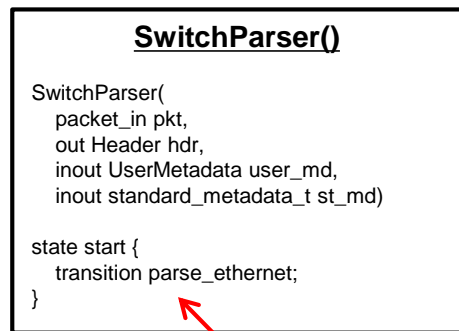 SwitchParser()
SwitchParser(
packet_in pkt,
out Header hdr,
inout UserMetadata user_md,
inout standard_metadata_t st_md)
state start {
transition parse_ethernet;
}